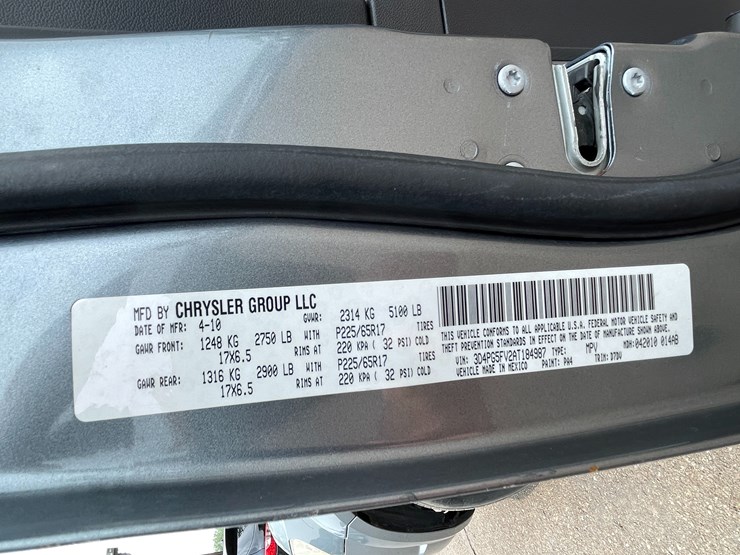 MFD BY CHRYSLER GROUP LLC
DATE OF MFR: 4-10 GVWR: 2314 KG 5100 LB
GAWR FRONT: 1248 KG 2750 LB WITH P225/65R17 TIRES
17X6.5 RIMS AT 220 KPA ( 32 PSI) COLD
GAWR REAR: 1316 KG 2900 LB WITH P225/65R17 TIRES
17X6.5 RIMS AT 220 KPA ( 32 PSI) COLD
THIS VEHICLE CONFORMS TO ALL APPLICABLE U.S.A. FEDERAL MOTOR VEHICLE SAFETY AND
THEFT PREVENTION STANDARDS IN EFFECT ON THE DATE OF MANUFACTURE SHOWN ABOVE.
VIN: 3D4PG5FV2AT184987 TYPE: MPV MDH: 042010 014AB
VEHICLE MADE IN MEXICO PAINT: PA4 TRIM: D7DV